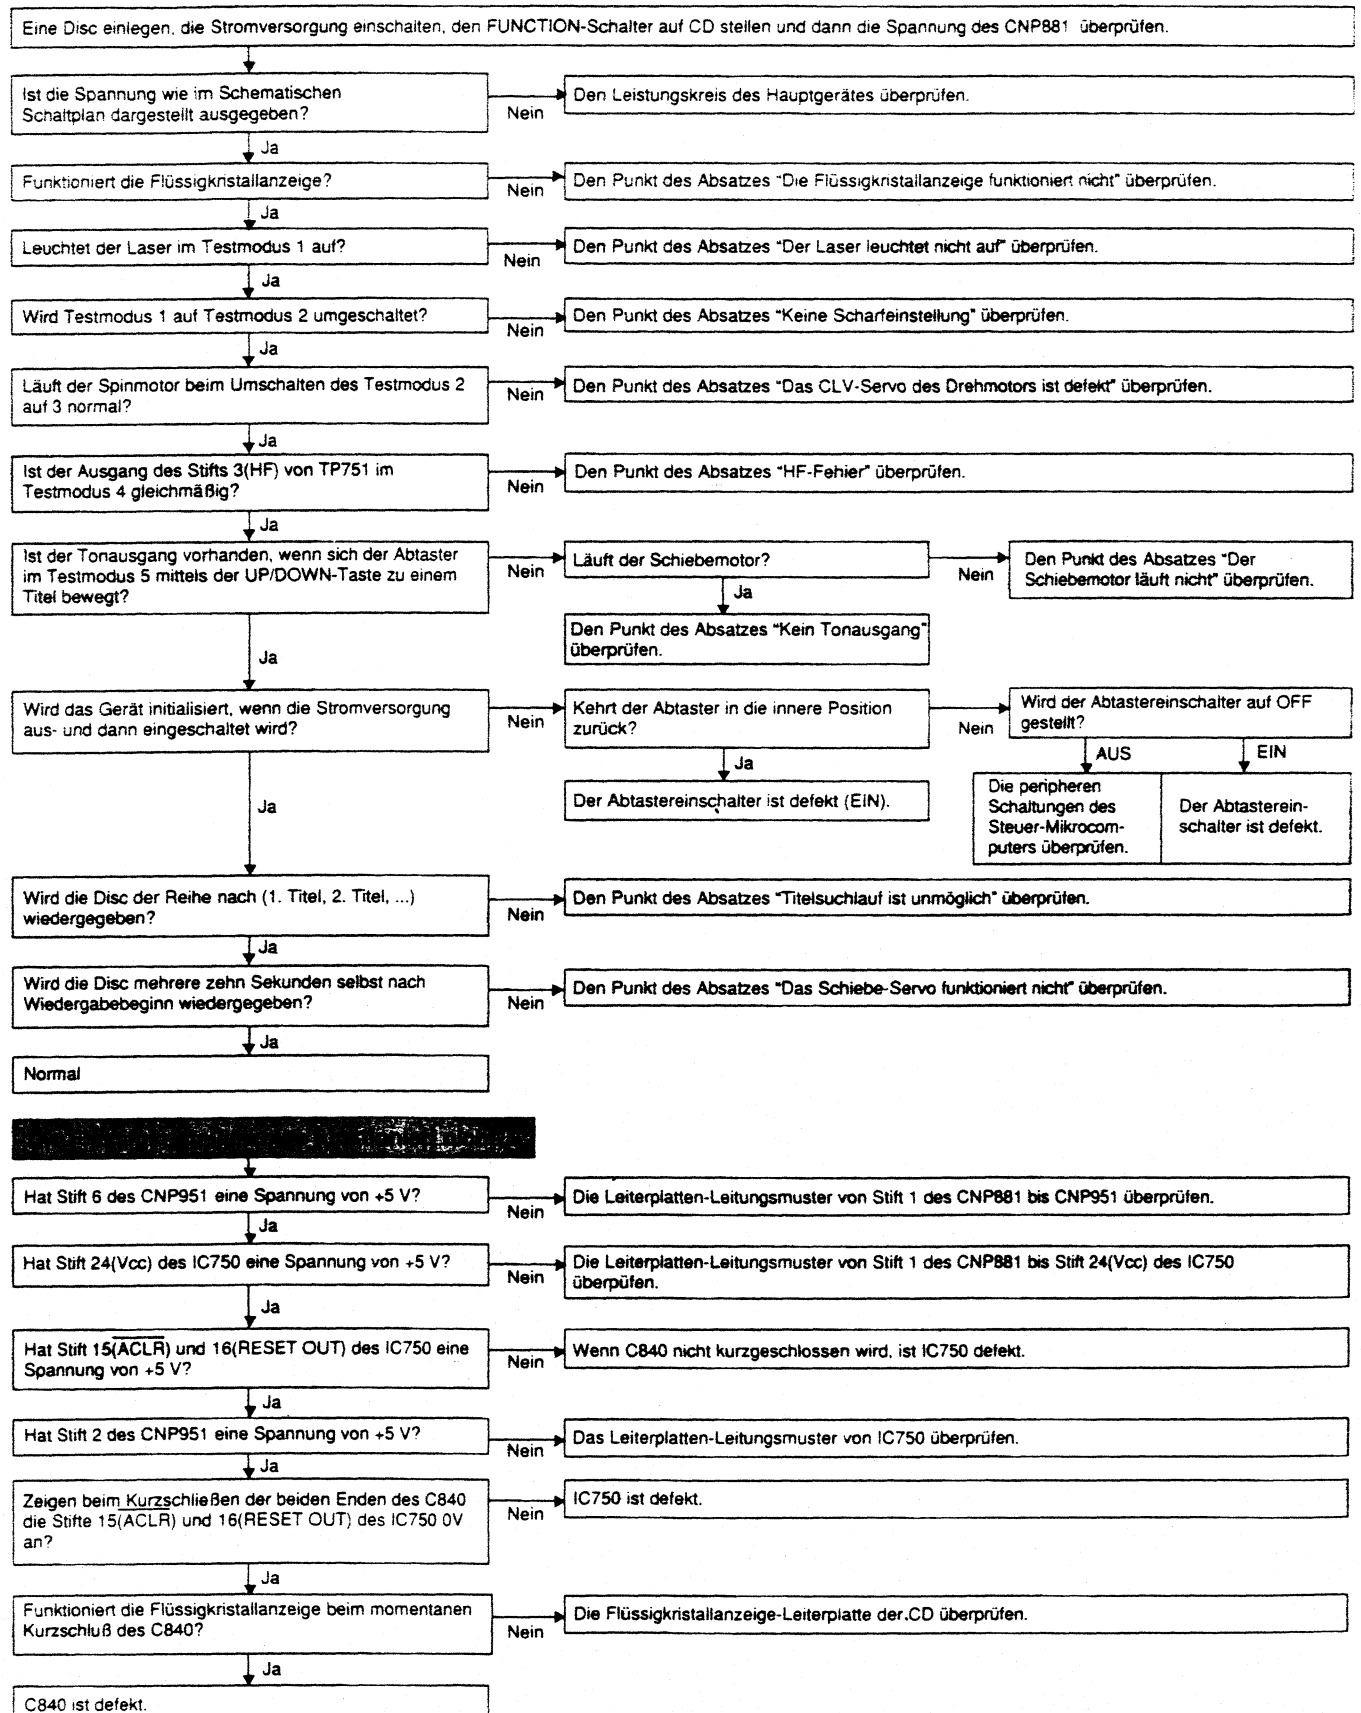 Eine Disc einlegen, die Stromversorgung einschalten, den FUNCTION-Schalter auf CD stellen und dann die Spannung des CNP881 überprüfen.
Ist die Spannung wie im Schematischen
Schaltplan dargestellt ausgegeben?
Nein
Den Leistungskreis des Hauptgerätes überprüfen.
Ja
Funktioniert die Flüssigkristallanzeige?
Nein
Den Punkt des Absatzes "Die Flüssigkristallanzeige funktioniert nicht" überprüfen.
Ja
Leuchtet der Laser im Testmodus 1 auf?
Nein
Den Punkt des Absatzes "Der Laser leuchtet nicht auf" überprüfen.
Ja
Wird Testmodus 1 auf Testmodus 2 umgeschaltet?
Nein
Den Punkt des Absatzes "Keine Scharfeinstellung" überprüfen.
Ja
Läuft der Spinmotor beim Umschalten des Testmodus 2
auf 3 normal?
Nein
Den Punkt des Absatzes "Das CLV-Servo des Drehmotors ist defekt" überprüfen.
Ja
Ist der Ausgang des Stifts 3(HF) von TP751 im
Testmodus 4 gleichmäßig?
Nein
Den Punkt des Absatzes "HF-Fehler" überprüfen.
Ja
Ist der Tonausgang vorhanden, wenn sich der Abtaster
im Testmodus 5 mittels der UP/DOWN-Taste zu einem
Titel bewegt?
Nein
Läuft der Schiebemotor?
Nein
Den Punkt des Absatzes "Der
Schiebemotor läuft nicht" überprüfen.
Ja
Den Punkt des Absatzes "Kein Tonausgang"
überprüfen.
Ja
Wird das Gerät initialisiert, wenn die Stromversorgung
aus- und dann eingeschaltet wird?
Nein
Kehrt der Abtaster in die innere Position
zurück?
Nein
Wird der Abtastereinschalter auf OFF
gestellt?
Ja
AUS
EIN
Der Abtastereinschalter ist defekt (EIN).
Die peripheren
Schaltungen des
Steuer-Mikrocom-
puters überprüfen.
Der Abtasterein-
schalter ist defekt.
Ja
Wird die Disc der Reihe nach (1. Titel, 2. Titel, ...)
wiedergegeben?
Nein
Den Punkt des Absatzes "Titelsuchlauf ist unmöglich" überprüfen.
Ja
Wird die Disc mehrere zehn Sekunden selbst nach
Wiedergabebeginn wiedergegeben?
Nein
Den Punkt des Absatzes "Das Schiebe-Servo funktioniert nicht" überprüfen.
Ja
Normal
Hat Stift 6 des CNP951 eine Spannung von +5 V?
Nein
Die Leiterplatten-Leitungsmuster von Stift 1 des CNP881 bis CNP951 überprüfen.
Ja
Hat Stift 24(Vcc) des IC750 eine Spannung von +5 V?
Nein
Die Leiterplatten-Leitungsmuster von Stift 1 des CNP881 bis Stift 24(Vcc) des IC750
überpüfen.
Ja
Hat Stift 15(ACLR) und 16(RESET OUT) des IC750 eine
Spannung von +5 V?
Nein
Wenn C840 nicht kurzgeschlossen wird, ist IC750 defekt.
Ja
Hat Stift 2 des CNP951 eine Spannung von +5 V?
Nein
Das Leiterplatten-Leitungsmuster von IC750 überprüfen.
Ja
Zeigen beim Kurzschließen der beiden Enden des C840
die Stifte 15(ACLR) und 16(RESET OUT) des IC750 0V
an?
Nein
IC750 ist defekt.
Ja
Funktioniert die Flüssigkristallanzeige beim momentanen
Kurzschluß des C840?
Nein
Die Flüssigkristallanzeige-Leiterplatte der.CD überprüfen.
Ja
C840 ist defekt.